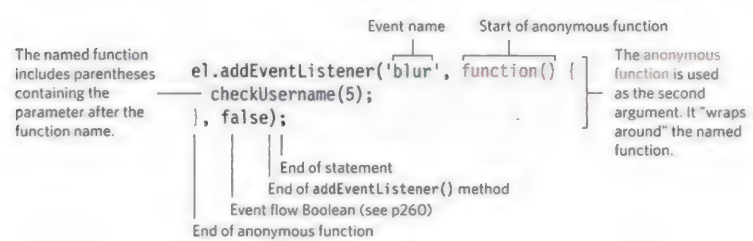 Event name
Start of anonymous function
The named function
includes parentheses
containing the
parameter after the
function name.
el.addEventListener('blur', function() {
checkUsername(5);
}, false);
The anonymous
function is used
as the second
argument. It "wraps
around" the named
function.
End of statement
End of addEventListener() method
Event flow Boolean (see p260)
End of anonymous function